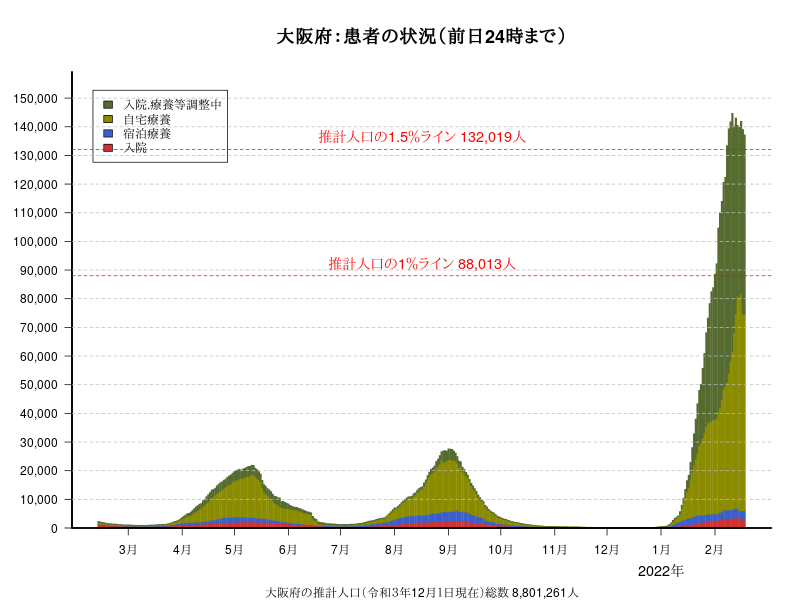 大阪府:患者の状況(前日24時まで)
入院.療養等調整中
自宅療養
宿泊療養
入院
推計人口の1.5%ライン 132,019人
推計人口の1%ライン 88,013人
150,000
140,000
130,000
120,000
110,000
100,000
90,000
80,000
70,000
60,000
50,000
40,000
30,000
20,000
10,000
0
3月 4月 5月 6月 7月 8月 9月 10月 11月 12月 1月 2月
2022年
大阪府の推計人口(令和3年12月1日現在)総数 8,801,261人